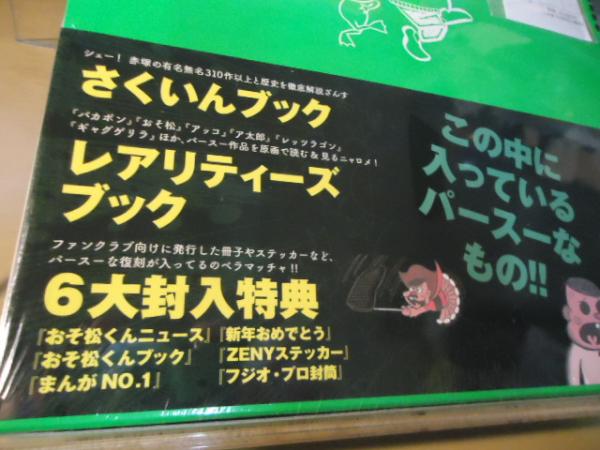 シェー! 赤塚の有名無名310作以上と歴史を徹底解説ざんす
さくいんブック
『バカボン』『おそ松』『アッコ』『ア太郎』『レッツラゴン』
『ギャグゲリラ』ほか、パースー作品を原画で読む&見るニャロメ!
レアリティーズ
ブック
ファンクラブ向けに発行した冊子やステッカーなど、
パースーな復刻が入ってるのベラマッチャ!!
6大封入特典
『おそ松くんニュース』『新年おめでとう』
『おそ松くんブック』『ZENYステッカー』
『まんがNO.1』『フジオ・プロ封筒』
この中に
入っている
パースーな
もの!!